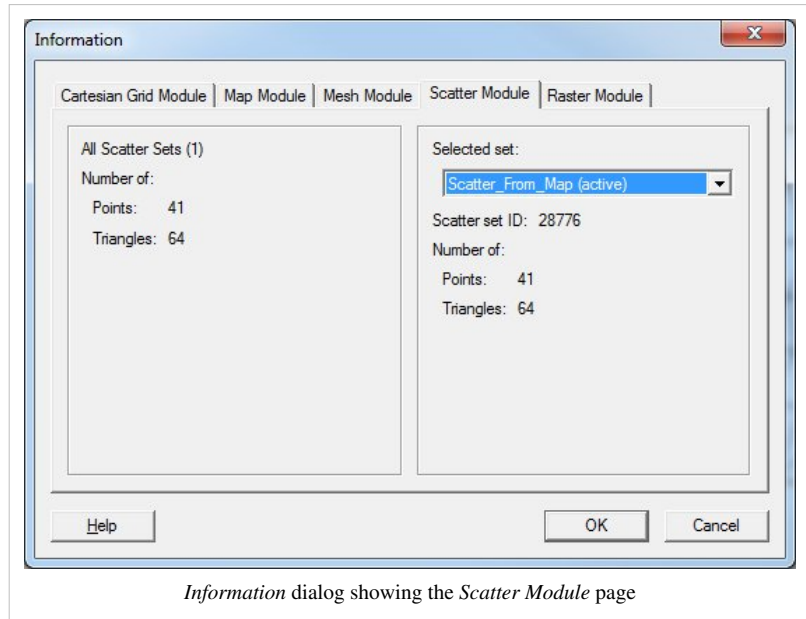 Information
Cartesian Grid Module Map Module Mesh Module Scatter Module Raster Module
All Scatter Sets (1)
Number of:
Points: 41
Triangles: 64
Selected set:
Scatter_From_Map (active)
Scatter set ID: 28776
Number of:
Points: 41
Triangles: 64
Help OK Cancel
Information dialog showing the Scatter Module page